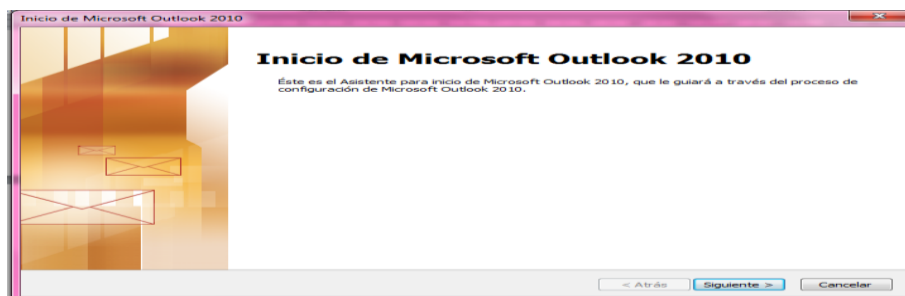 Inicio de Microsoft Outlook 2010
Inicio de Microsoft Outlook 2010
Éste es el Asistente para inicio de Microsoft Outlook 2010, que le guiará a través del proceso de
configuración de Microsoft Outlook 2010.
< Atrás Siguiente > Cancelar